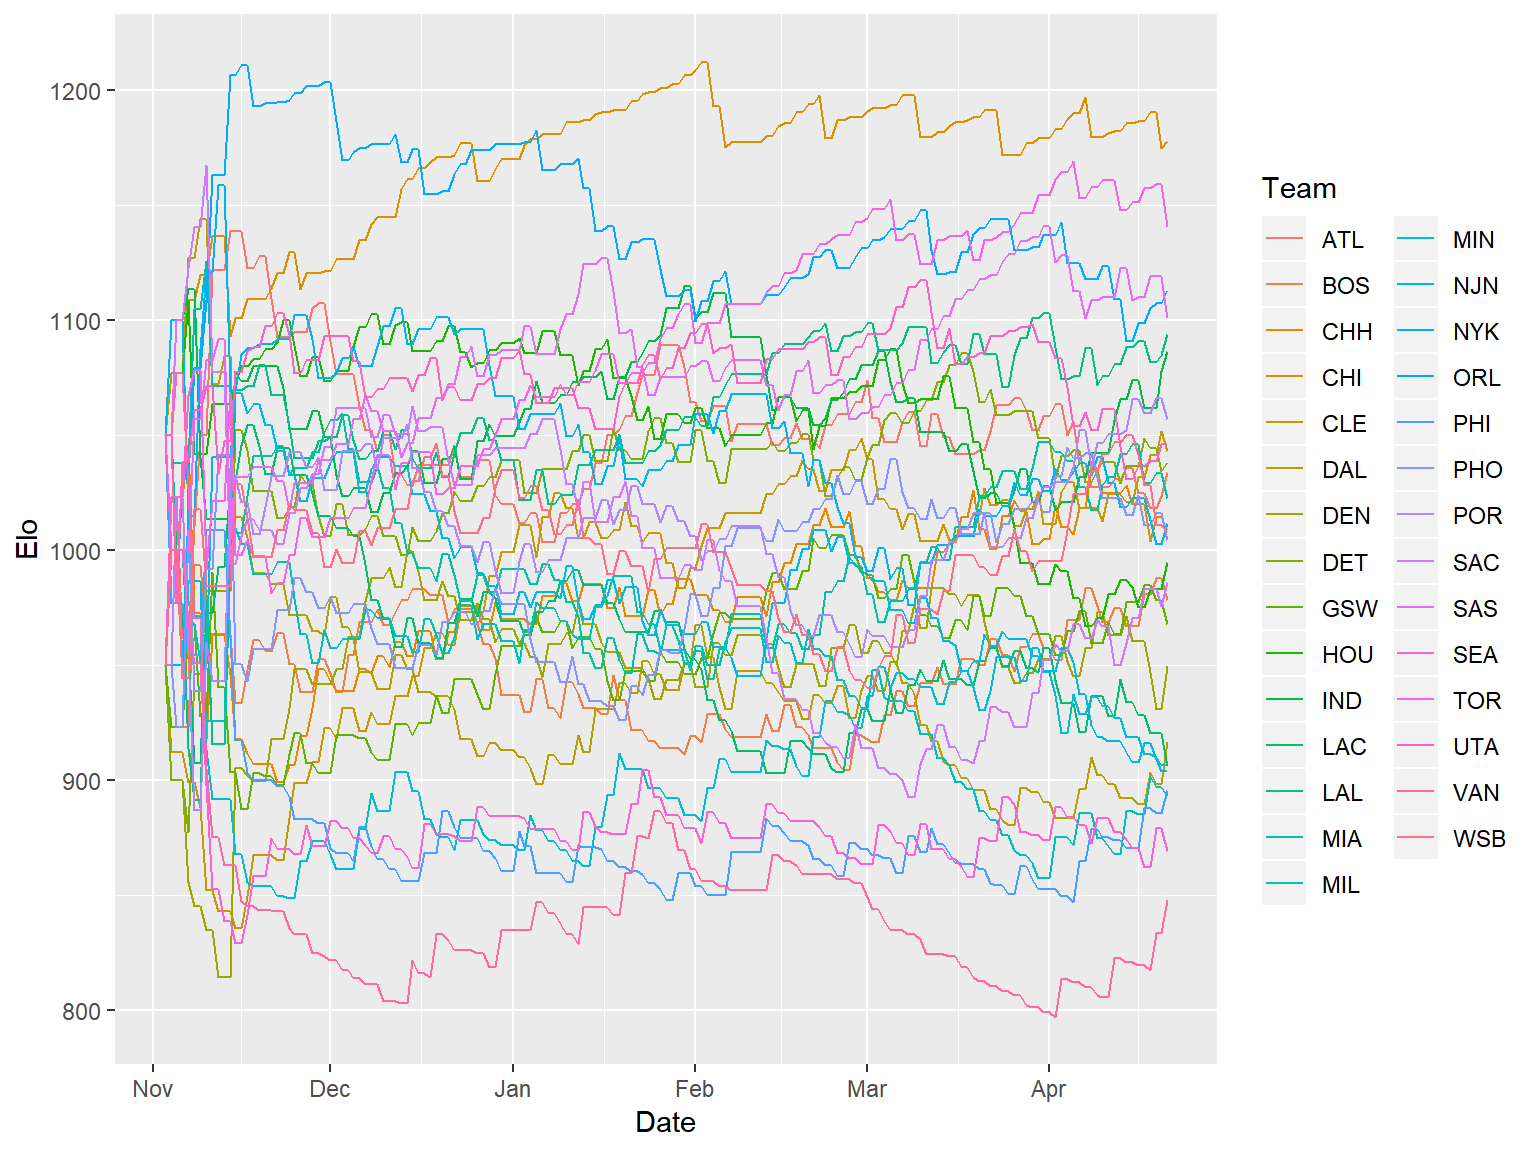 1200
1100
1000
900
800
Elo
Nov Dec Jan Feb Mar Apr
Date
Team
ATL MIN
BOS NJN
CHH NYK
CHI ORL
CLE PHI
DAL PHO
DEN POR
DET SAC
GSW SAS
HOU SEA
IND TOR
LAC UTA
LAL VAN
MIA WSB
MIL